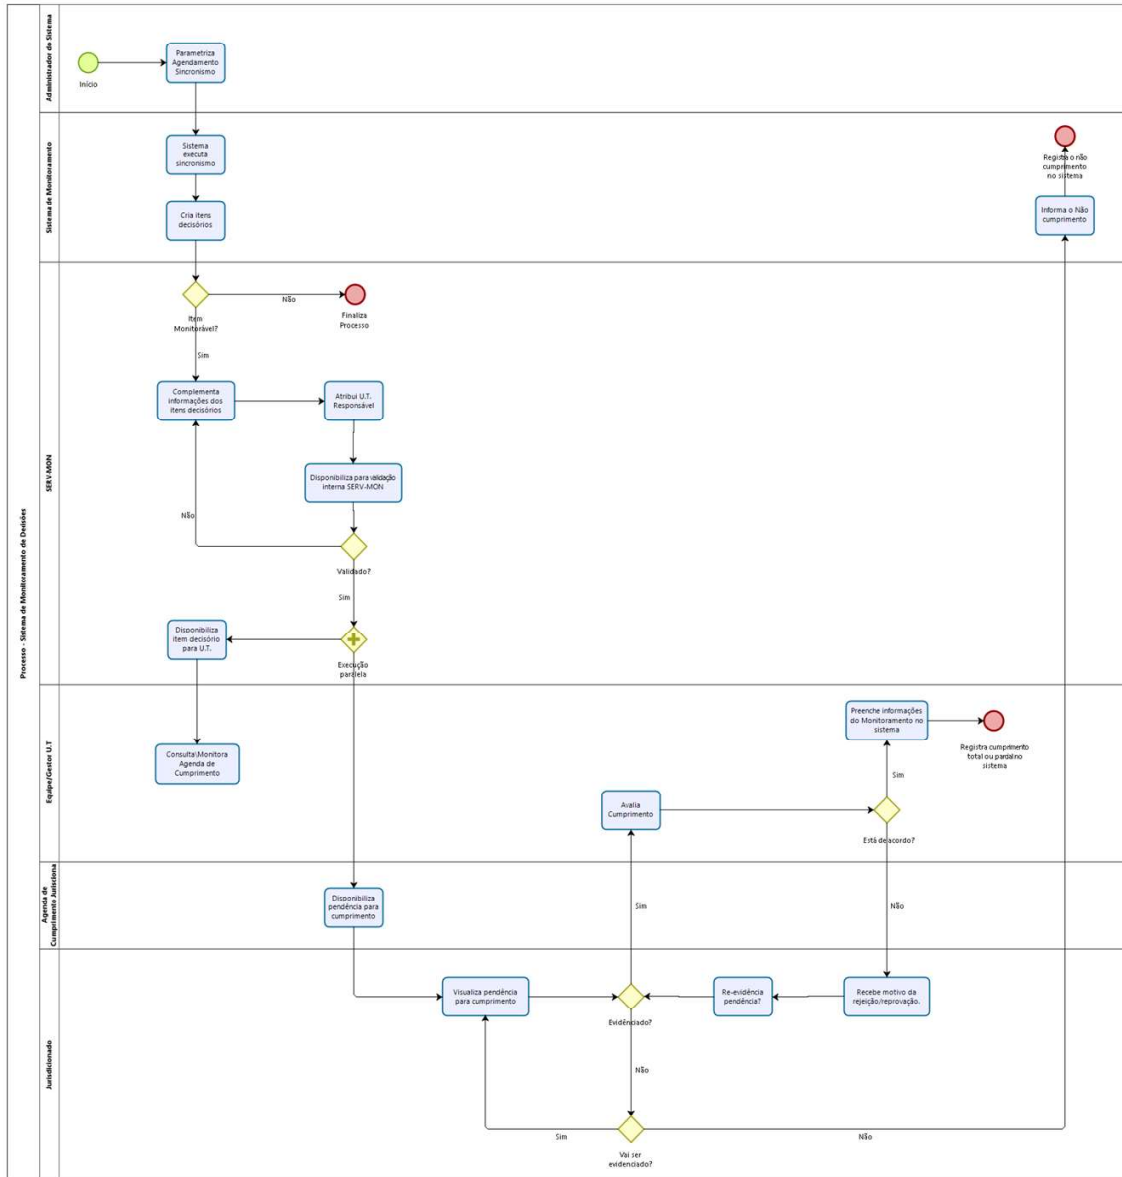 Processo - Sistema de Monitoramento de Decisões
Administrador do Sistema
Início
Parametriza
Agendamento
Sincronismo
Sistema de Monitoramento
Sistema
executa
sincronismo
Cria itens
decisórios
Registra o não
cumprimento
no sistema
Informa o Não
cumprimento
SERV-MON
Item
Monitorável?
Não
Finaliza
Processo
Sim
Complementa
informações dos
itens decisórios
Atribui U.T.
Responsável
Disponibiliza para validação
interna SERV-MON
Não
Validado?
Sim
Disponibiliza
item decisório
para U.T.
Execução
paralela
Equipe/Gestor U.T
Consulta\Monitora
Agenda de
Cumprimento
Preenche informações
do Monitoramento no
sistema
Registra cumprimento
total ou parcial no
sistema
Sim
Avalia
Cumprimento
Está de acordo?
Agenda de
Cumprimento Jurisciona
Disponibiliza
pendência para
cumprimento
Sim
Não
Jurisdicionado
Visualiza pendência
para cumprimento
Evidênciado?
Re-evidência
pendência?
Recebe motivo da
rejeição/reprovação.
Não
Sim
Vai ser
evidenciado?
Não